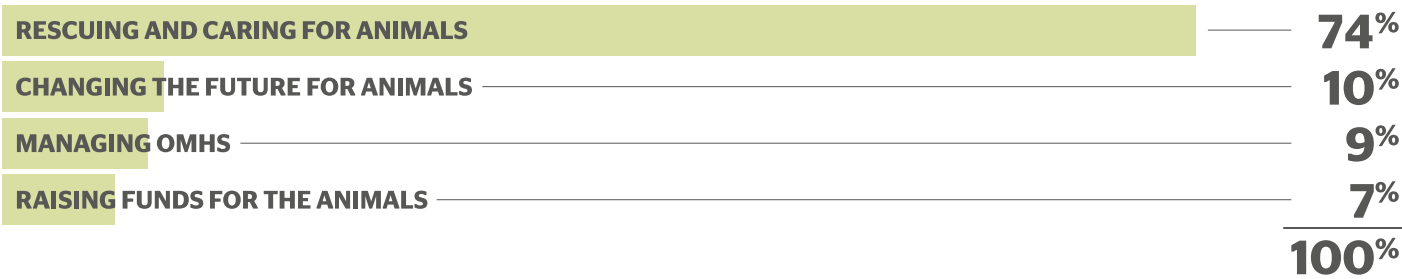 RESCUING AND CARING FOR ANIMALS 74%
CHANGING THE FUTURE FOR ANIMALS 10%
MANAGING OMHS 9%
RAISING FUNDS FOR THE ANIMALS 7%
100%